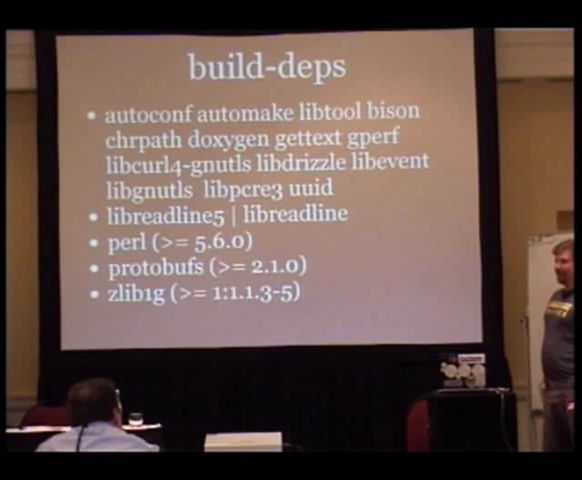 build-deps
• autoconf automake libtool bison
chrpath doxygen gettext gperf
libcurl4-gnutls libdrizzle libevent
libgnutls libpcre3 uuid
• libreadline5 | libreadline
• perl (>= 5.6.0)
• protobufs (>= 2.1.0)
• zlib1g (>= 1:1.1.3-5)